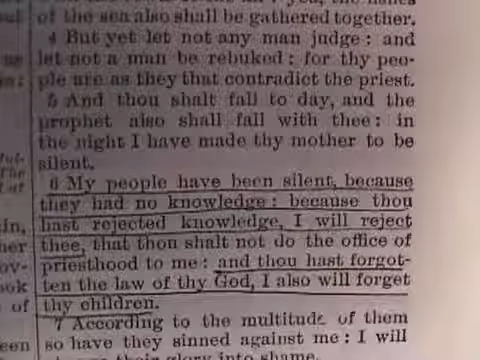 of the sea also shall be gathered together.
4 But yet let not any man judge: and
let not a man be rebuked: for thy peo-
ple are as they that contradict the priest.
5 And thou shalt fall to day, and the
prophet also shall fall with thee: in
the night I have made thy mother to be
silent.
6 My people have been silent, because
they had no knowledge: because thou
hast rejected knowledge, I will reject
thee, that thou shalt not do the office of
priesthood to me: and thou hast forgot-
ten the law of thy God, I also will forget
thy children.
7 According to the multitude of them
so have they sinned against me: I will
their glory into shame.